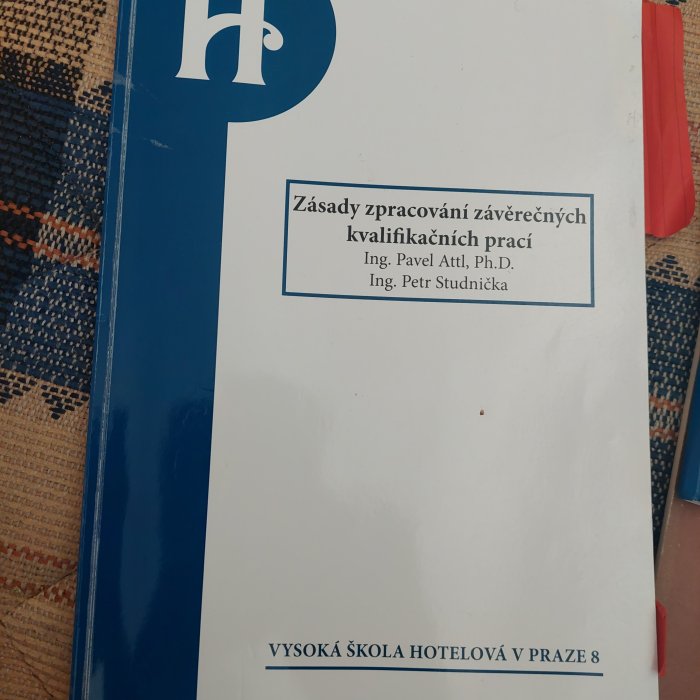 H
Zásady zpracování závěrečných
kvalifikačních prací
Ing. Pavel Attl, Ph.D.
Ing. Petr Studnička
VYSOKÁ ŠKOLA HOTELOVÁ V PRAZE 8